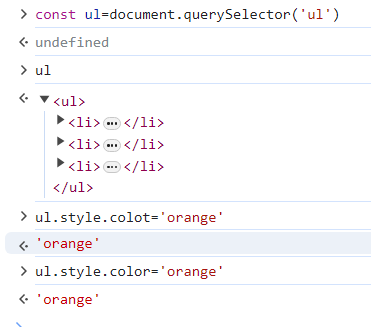 const ul=document.querySelector('ul')
undefined
ul
<ul>
<li>•••</li>
<li>•••</li>
<li>•••</li>
</ul>
ul.style.colot='orange'
'orange'
ul.style.color='orange'
'orange'